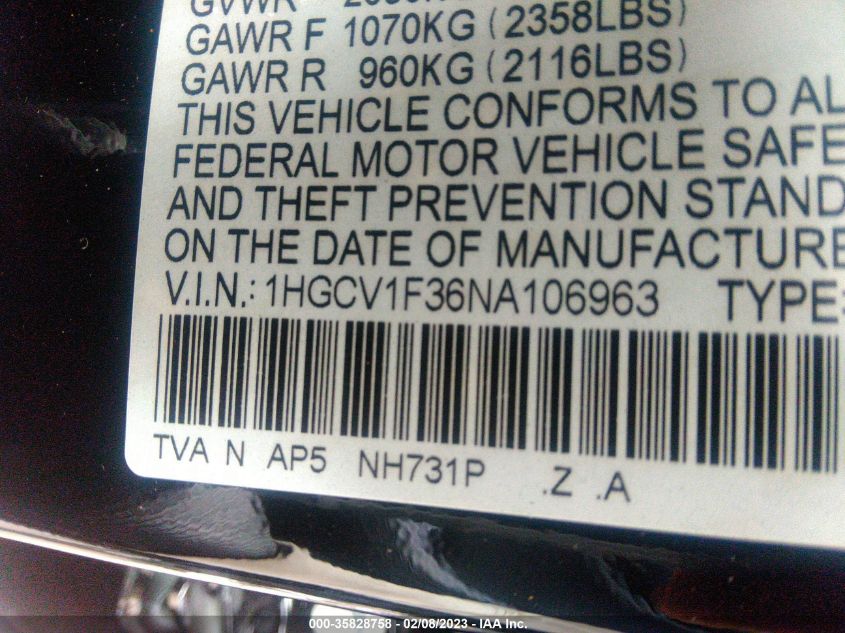 GVWR
GAWR F 1070KG (2358LBS)
GAWR R 960KG (2116LBS)
THIS VEHICLE CONFORMS TO AL
FEDERAL MOTOR VEHICLE SAFE
AND THEFT PREVENTION STAND
ON THE DATE OF MANUFACTURE
V.I.N.: 1HGCV1F36NA106963 TYPE:
TVA N AP5 NH731P .Z .A
000-35828758 - 02/08/2023 - IAA Inc.